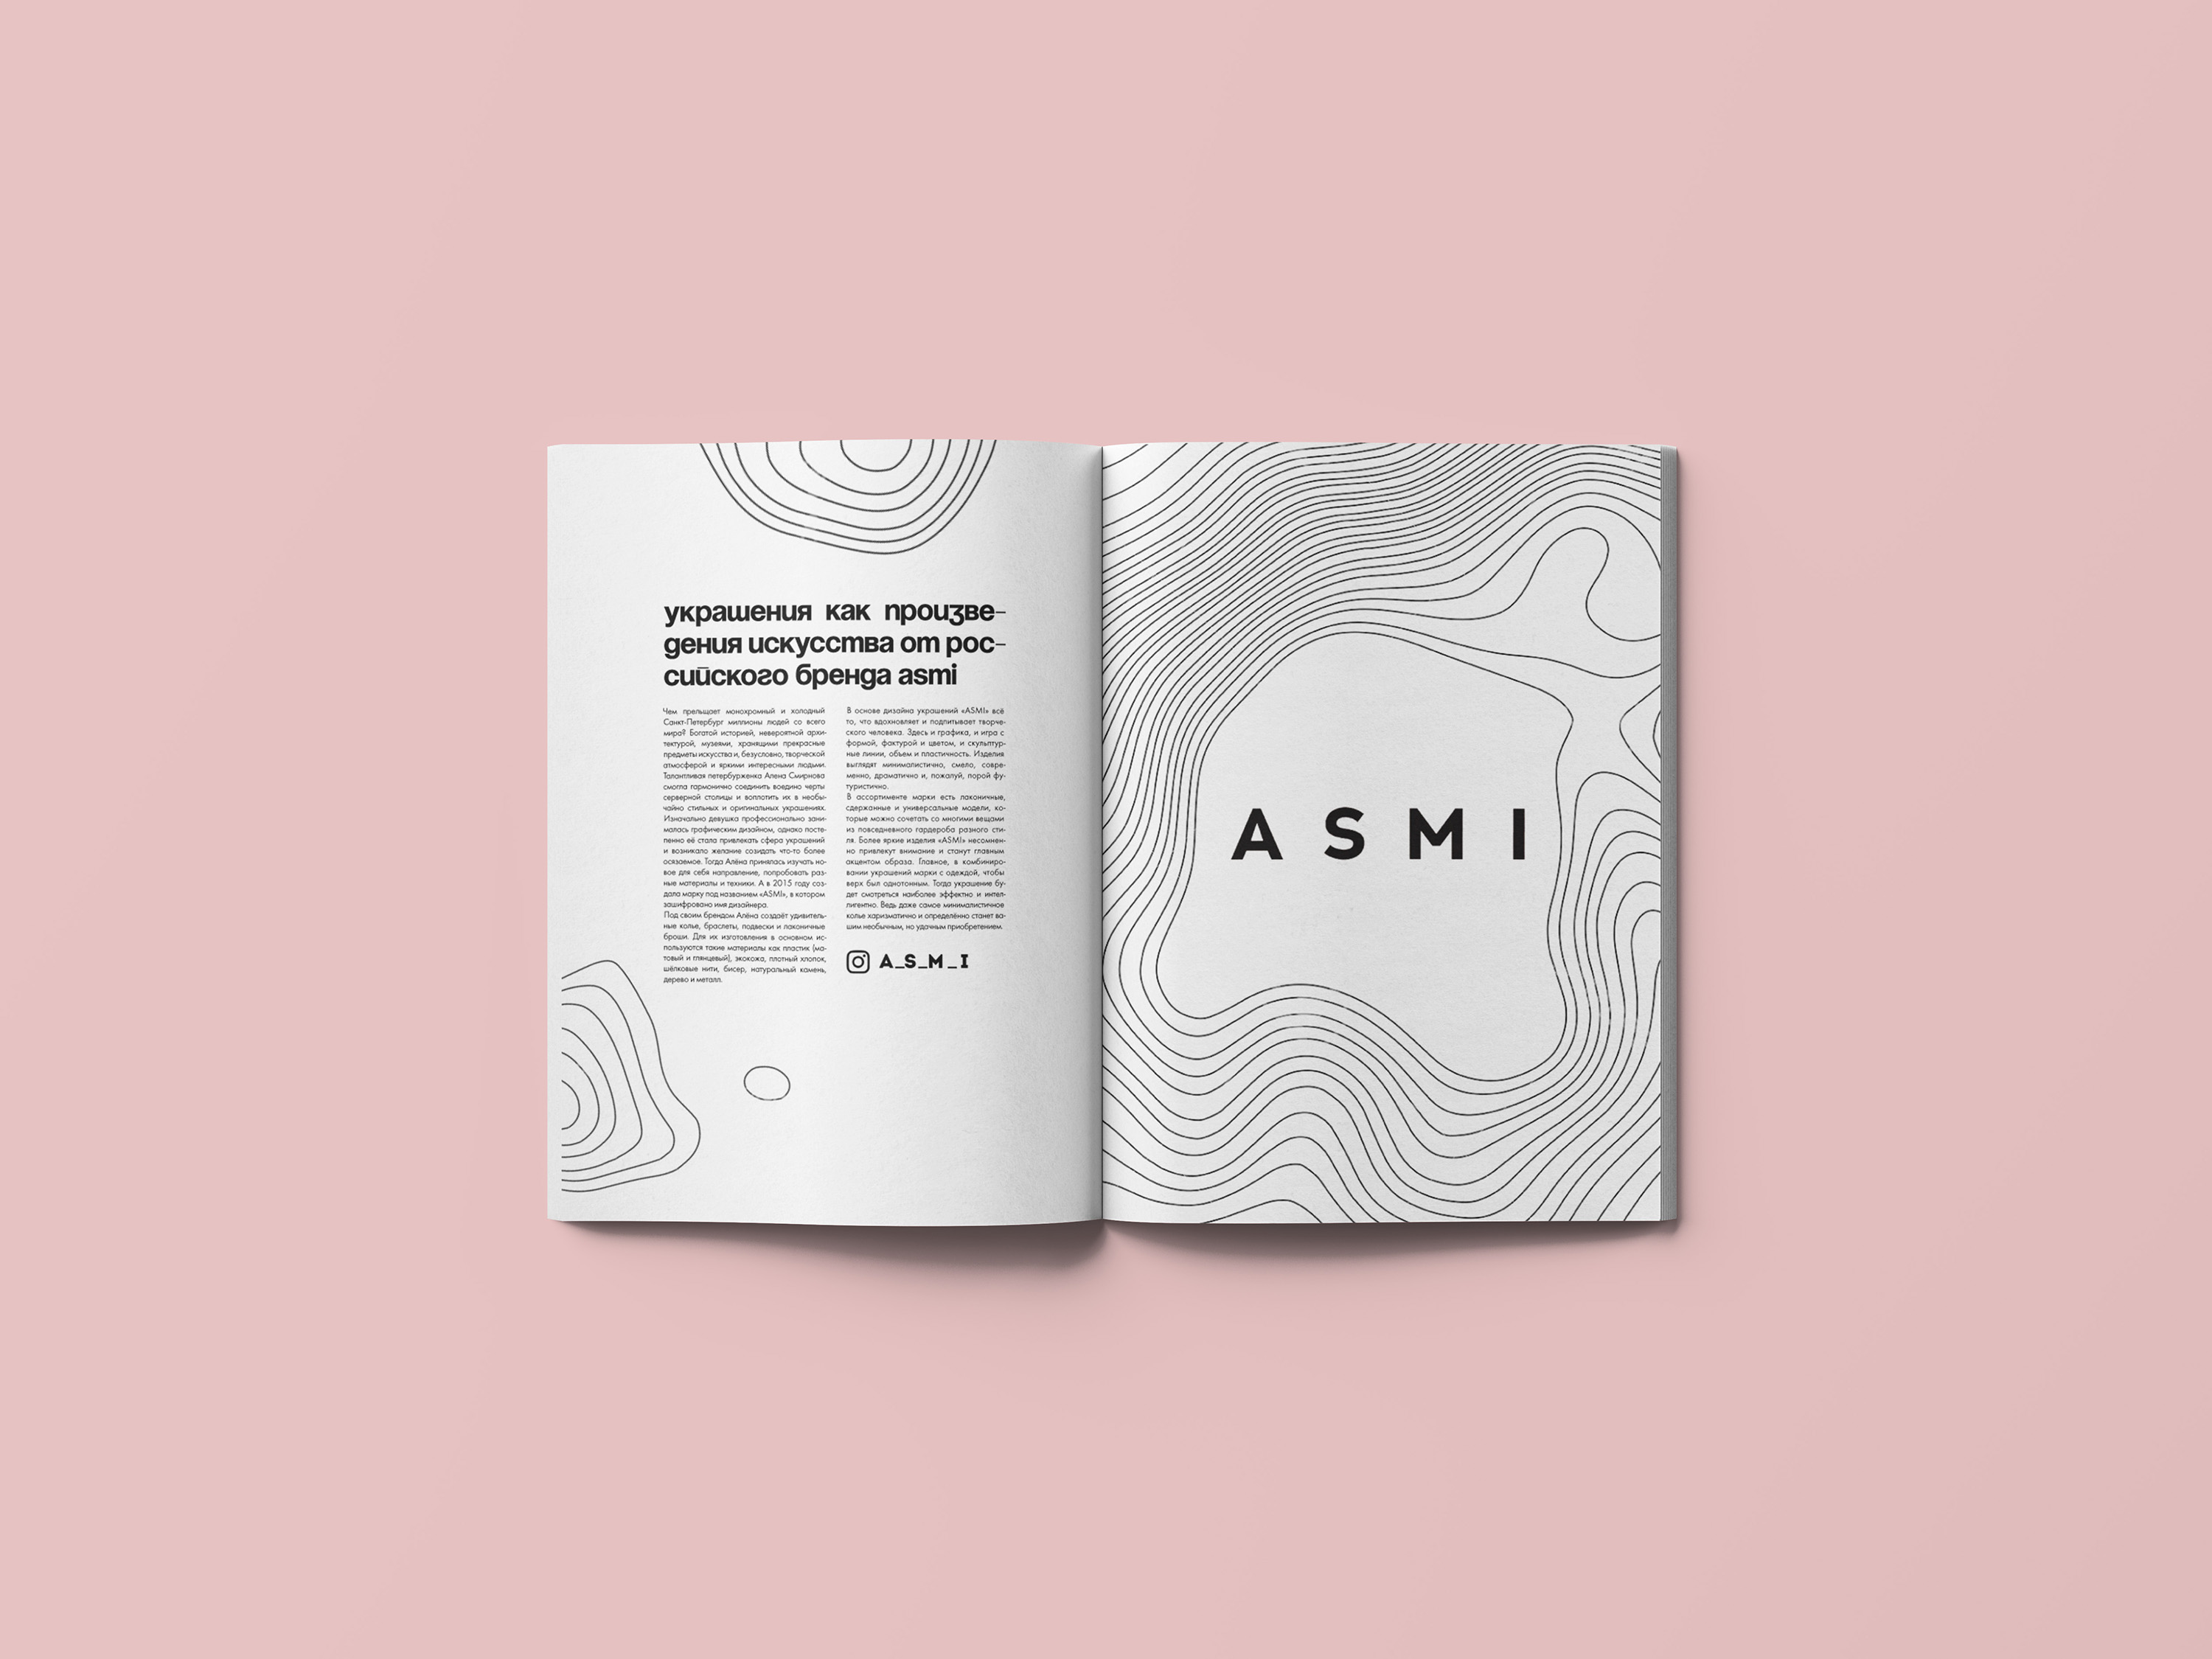 украшения как произве-
дения искусства от рос-
сийского бренда asmi
Чем прельщает монохромный и холодный
Санкт-Петербург миллионы людей со всего
мира? Богатой историей, невероятной архи-
тектурой, музеями, хранящими прекрасные
предметы искусства и, безусловно, творческой
атмосферой и яркими интересными людьми.
Талантливая петербурженка Алена Смирнова
смогла гармонично соединить воедино черты
серверной столицы и воплотить их в необы-
чайно стильных и оригинальных украшениях.
Изначально девушка профессионально зани-
малась графическим дизайном, однако посте-
пенно её стала привлекать сфера украшений
и возникало желание созидать что-то более
осязаемое. Тогда Алёна принялась изучать но-
вое для себя направление, попробовать раз-
ные материалы и техники. А в 2015 году соз-
дала марку под названием «ASMI», в котором
зашифровано имя дизайнера.
Под своим брендом Алёна создаёт удивитель-
ные колье, браслеты, подвески и лаконичные
броши. Для их изготовления в основном ис-
пользуются такие материалы как пластик (ма-
товый и глянцевый), экокожа, плотный хлопок,
шёлковые нити, бисер, натуральный камень,
дерево и металл.
В основе дизайна украшений «ASMI» всё
то, что вдохновляет и подпитывает творче-
ского человека. Здесь и графика, и игра с
формой, фактурой и цветом, и скульптур-
ные линии, объем и пластичность. Изделия
выглядят минималистично, смело, совре-
менно, драматично и, пожалуй, порой фу-
туристично.
В ассортименте марки есть лаконичные,
сдержанные и универсальные модели, ко-
торые можно сочетать со многими вещами
из повседневного гардероба разного сти-
ля. Более яркие изделия «ASMI» несомнен-
но привлекут внимание и станут главным
акцентом образа. Главное, в комбиниро-
вании украшений марки с одеждой, чтобы
верх был однотонным. Тогда украшение бу-
дет смотреться наиболее эффектно и интел-
лигентно. Ведь даже самое минималистичное
колье харизматично и определённо станет ва-
шим необычным, но удачным приобретением.
A_S_M_I
ASMI